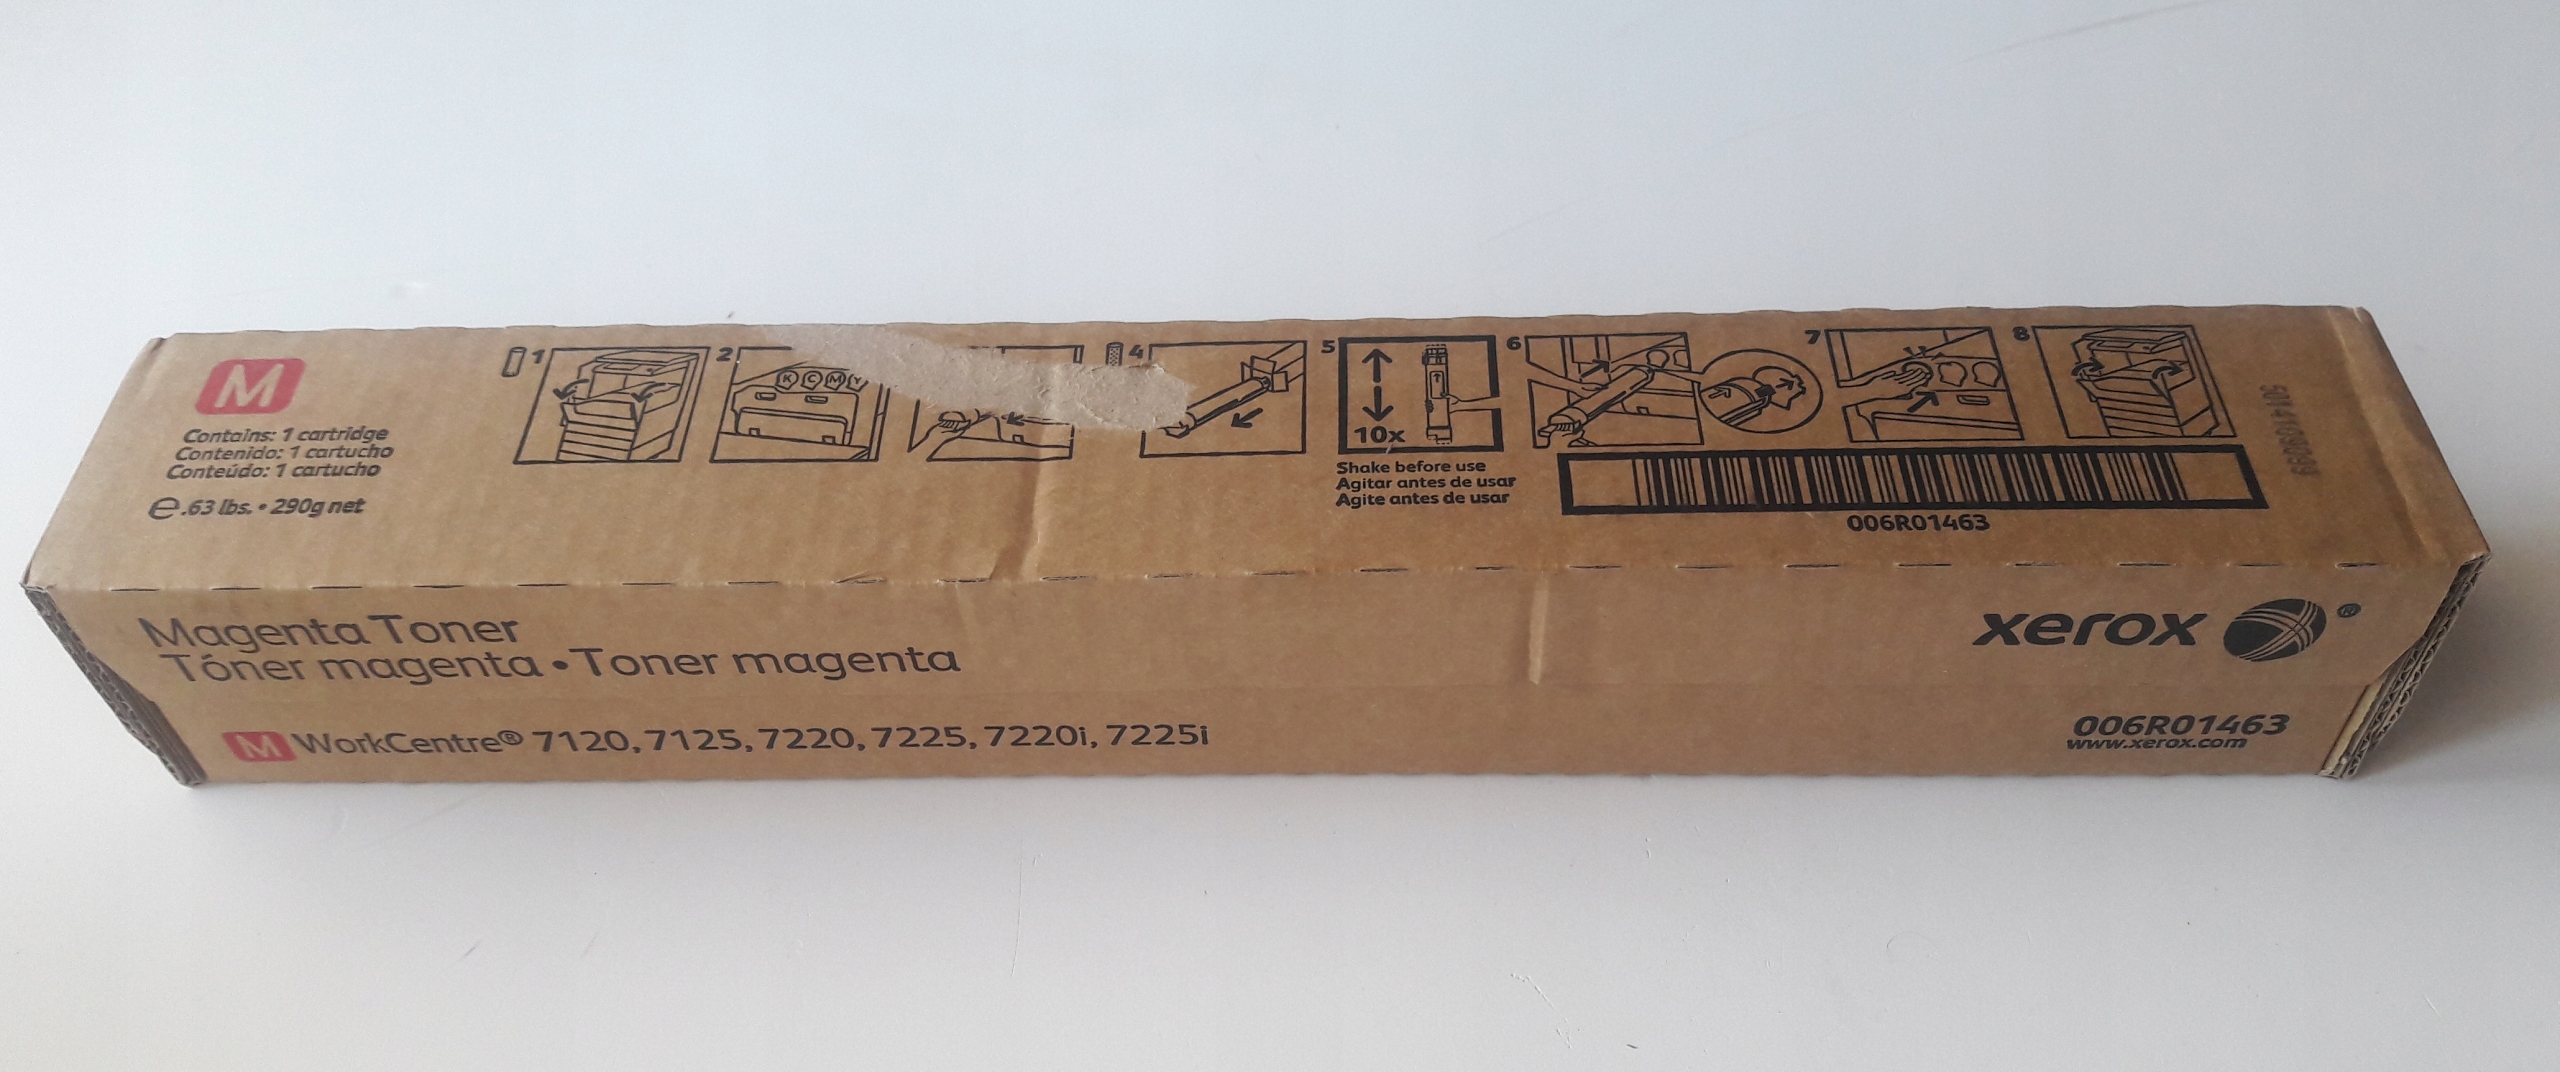 M
Contains: 1 cartridge
Contenido: 1 cartucho
Conteúdo: 1 cartucho
℮ .63 lbs. • 290g net
1
2
K C M Y
4
5
10x
Shake before use
Agitar antes de usar
Agite antes de usar
6
7
8
006R01463
Magenta Toner
Tóner magenta • Toner magenta
M WorkCentre® 7120, 7125, 7220, 7225, 7220i, 7225i
xerox ®
006R01463
www.xerox.com